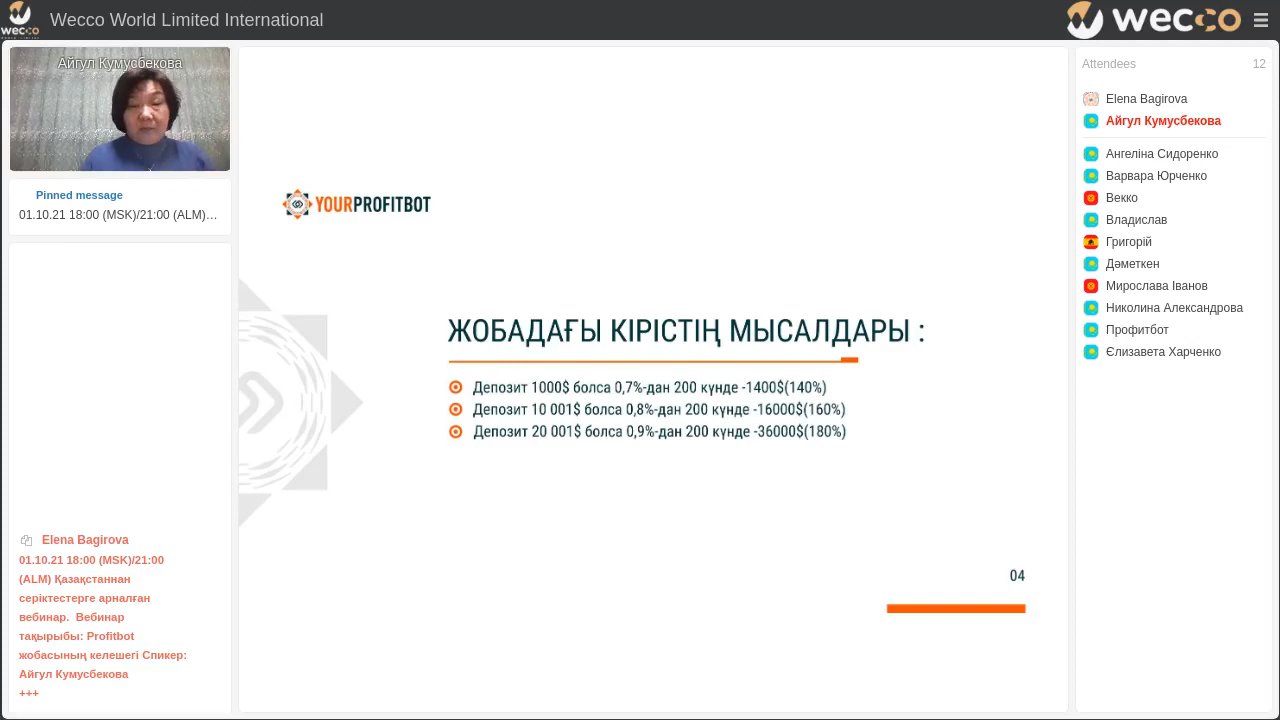 wecco
Wecco World Limited International
wecco
Айгул Кумусбекова
Pinned message
01.10.21 18:00 (MSK)/21:00 (ALM)…
Elena Bagirova
01.10.21 18:00 (MSK)/21:00
(ALM) Қазақстаннан
серіктестерге арналған
вебинар.  Вебинар
тақырыбы: Profitbot
жобасының келешегі Спикер:
Айгул Кумусбекова
+++
YOURPROFITBOT
ЖОБАДАҒЫ КІРІСТІҢ МЫСАЛДАРЫ :
Депозит 1000$ болса 0,7%-дан 200 күнде -1400$(140%)
Депозит 10 001$ болса 0,8%-дан 200 күнде -16000$(160%)
Депозит 20 001$ болса 0,9%-дан 200 күнде -36000$(180%)
04
Attendees 12
Elena Bagirova
Айгул Кумусбекова
Ангеліна Сидоренко
Варвара Юрченко
Векко
Владислав
Григорій
Дәметкен
Мирослава Іванов
Николина Александрова
Профитбот
Єлизавета Харченко